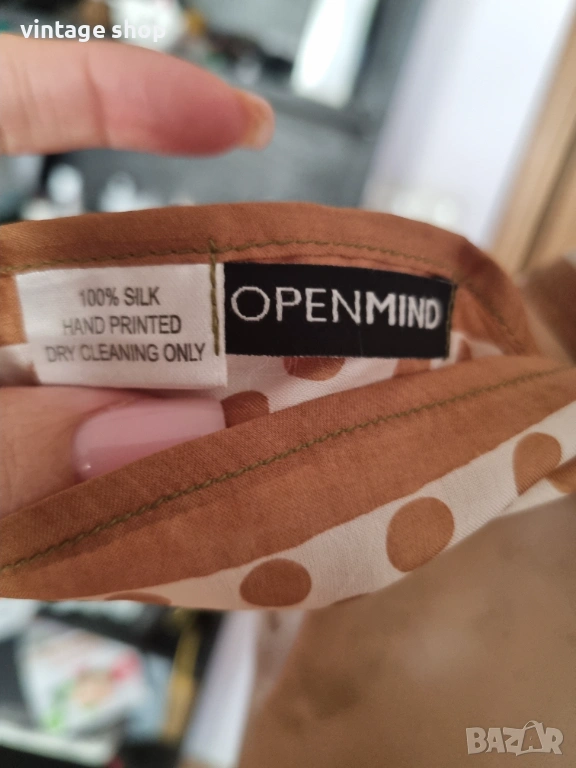 vintage shop
100% SILK
HAND PRINTED
DRY CLEANING ONLY
OPENMIND
BAZAR